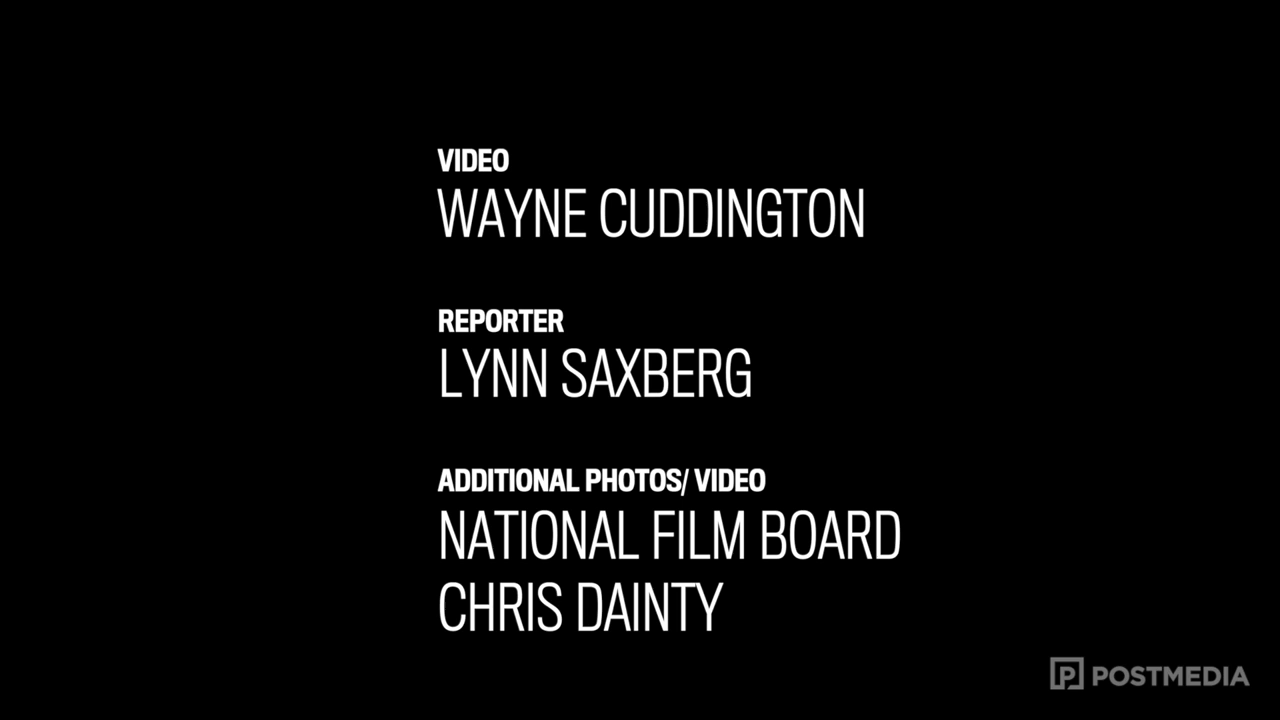 VIDEO
WAYNE CUDDINGTON
REPORTER
LYNN SAXBERG
ADDITIONAL PHOTOS/ VIDEO
NATIONAL FILM BOARD
CHRIS DAINTY
P POSTMEDIA